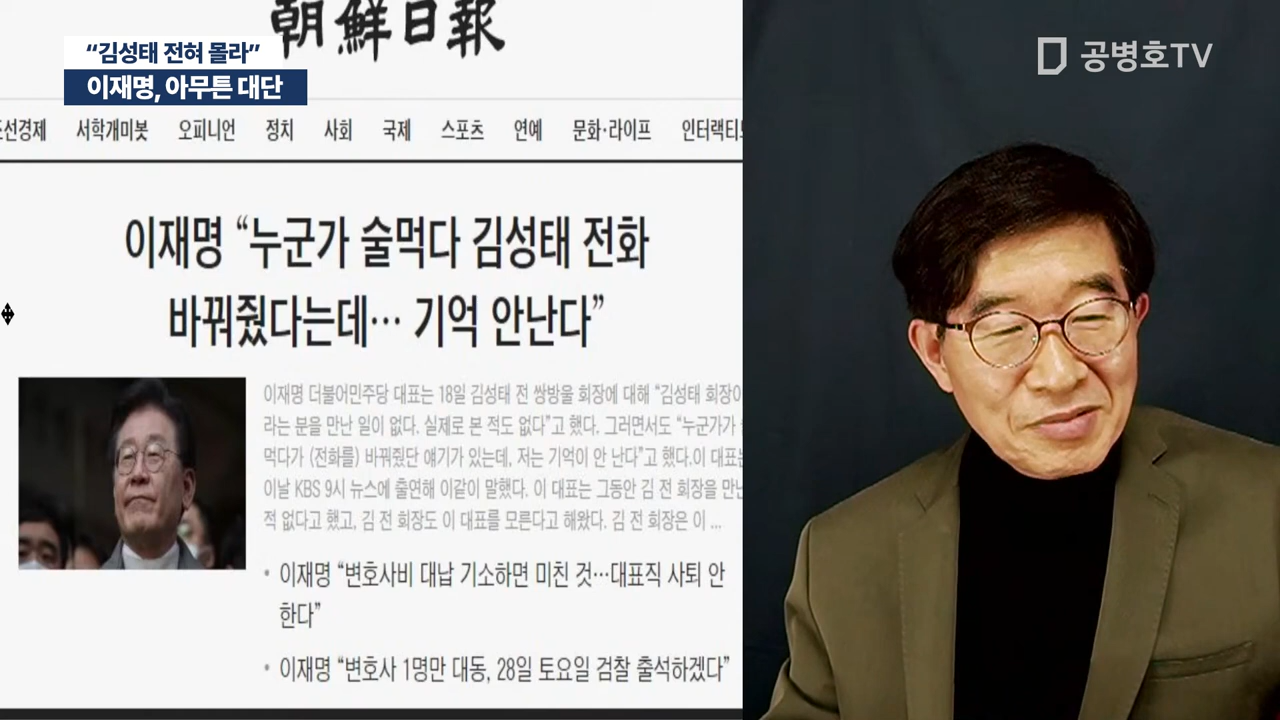 朝鮮日報
“김성태 전혀 몰라”
이재명, 아무튼 대단
공병호TV
조선경제 서학개미봇 오피니언 정치 사회 국제 스포츠 연예 문화·라이프 인터랙티브
이재명 “누군가 술먹다 김성태 전화
바꿔줬다는데… 기억 안난다”
이재명 더불어민주당 대표는 18일 김성태 전 쌍방울 회장에 대해 “김성태 회장이
라는 분을 만난 일이 없다. 실제로 본 적도 없다”고 했다. 그러면서도 “누군가가
먹다가 (전화를) 바꿔줬단 얘기가 있는데, 저는 기억이 안 난다”고 했다.이 대표는
이날 KBS 9시 뉴스에 출연해 이같이 말했다. 이 대표는 그동안 김 전 회장을 만난
적 없다고 했고, 김 전 회장도 이 대표를 모른다고 해왔다. 김 전 회장은 이 ...
• 이재명 “변호사비 대납 기소하면 미친 것…대표직 사퇴 안
한다”
• 이재명 “변호사 1명만 대동, 28일 토요일 검찰 출석하겠다”